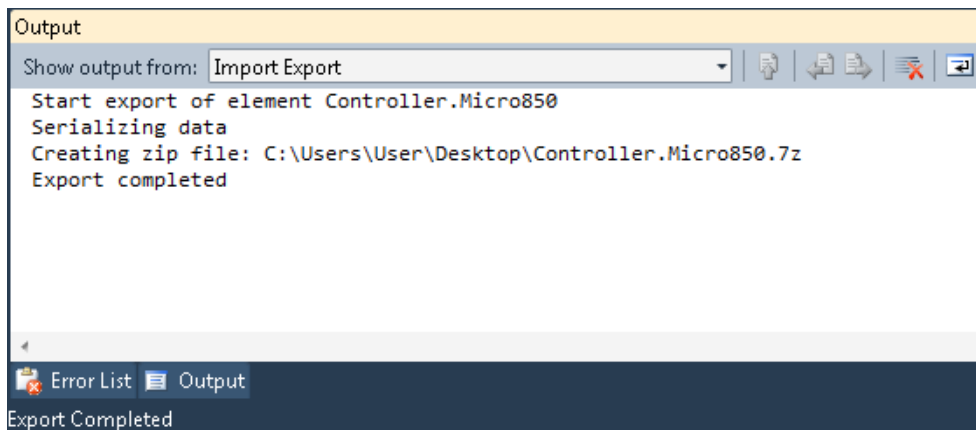 Output
Show output from: Import Export
Start export of element Controller.Micro850
Serializing data
Creating zip file: C:\Users\User\Desktop\Controller.Micro850.7z
Export completed
Error List Output
Export Completed